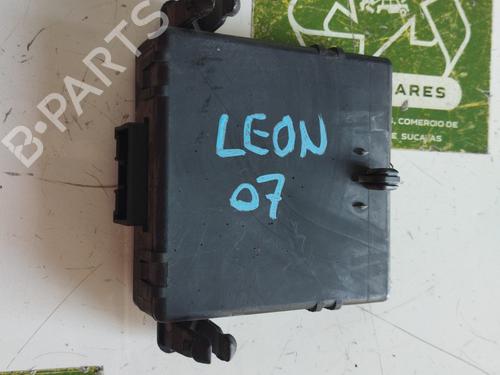 B-PARTS
LEON
07
ARES
, COMERCIO DE
SUCATAS